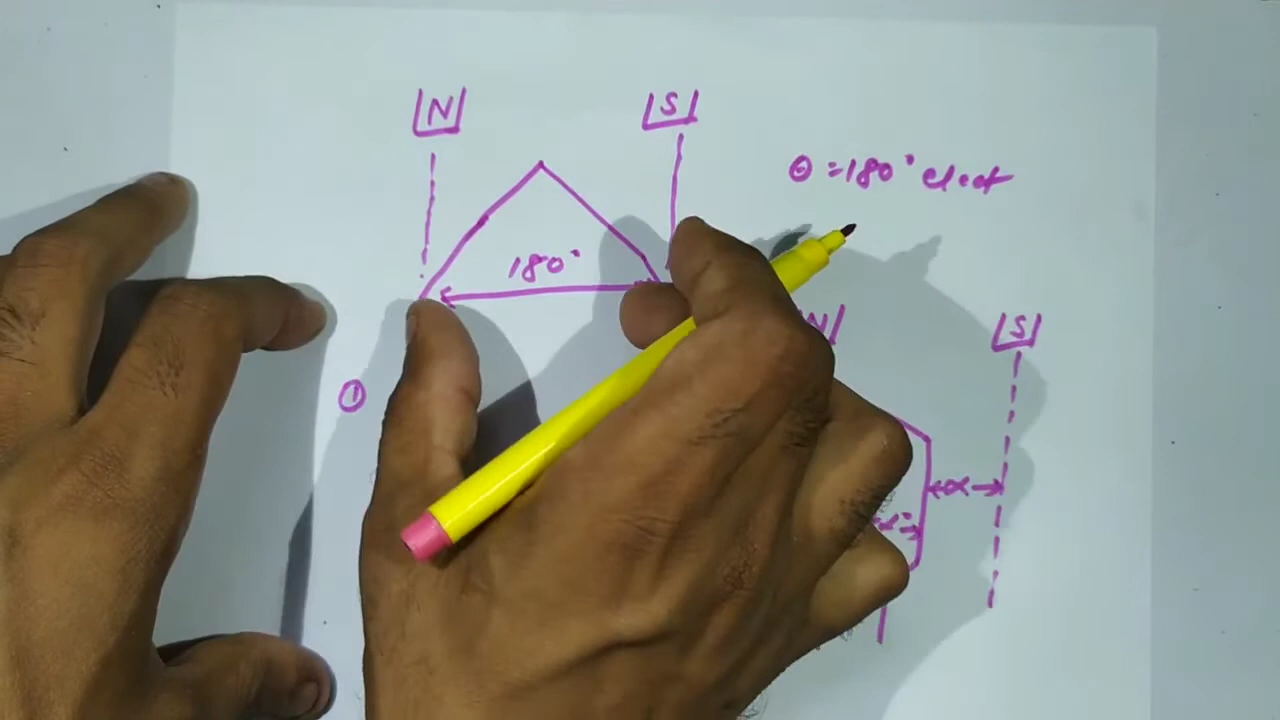 N S
θ = 180° elect
180°
N S
①
α